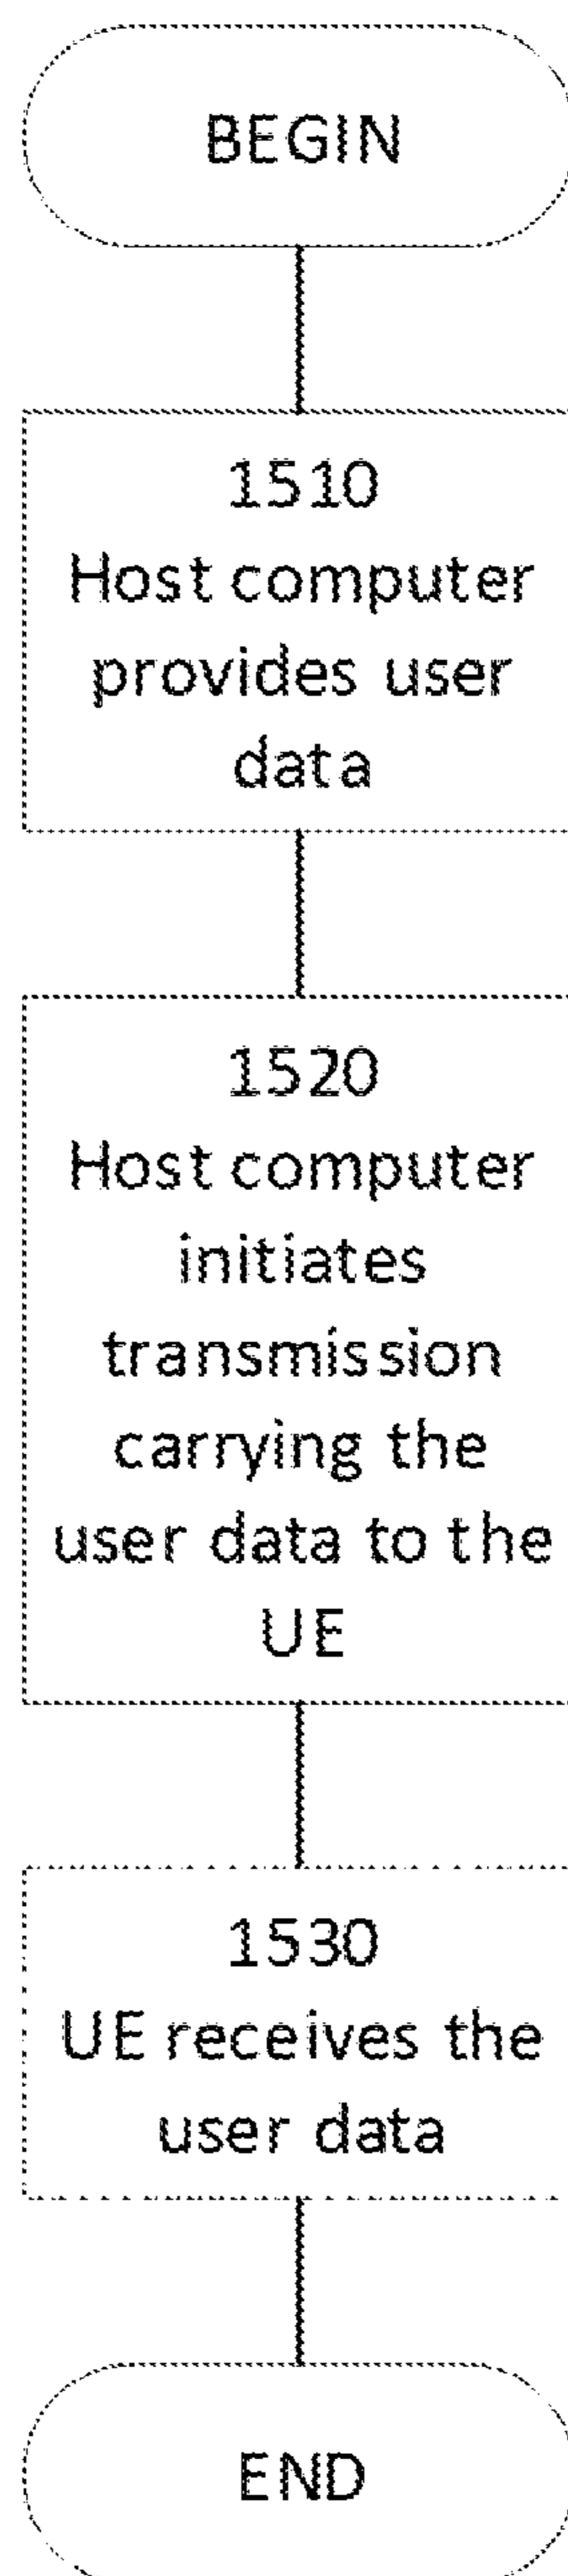 BEGIN
1510
Host computer
provides user
data
1520
Host computer
initiates
transmission
carrying the
user data to the
UE
1530
UE receives the
user data
END